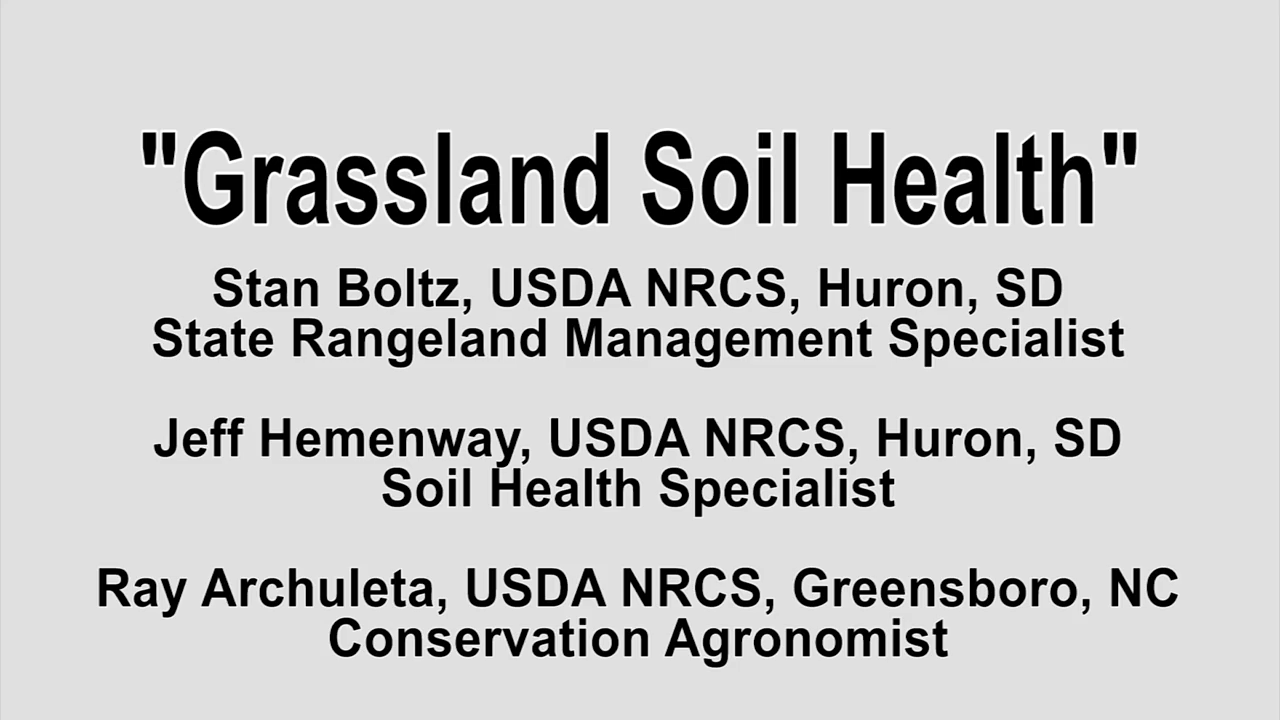 "Grassland Soil Health"
Stan Boltz, USDA NRCS, Huron, SD
State Rangeland Management Specialist
Jeff Hemenway, USDA NRCS, Huron, SD
Soil Health Specialist
Ray Archuleta, USDA NRCS, Greensboro, NC
Conservation Agronomist